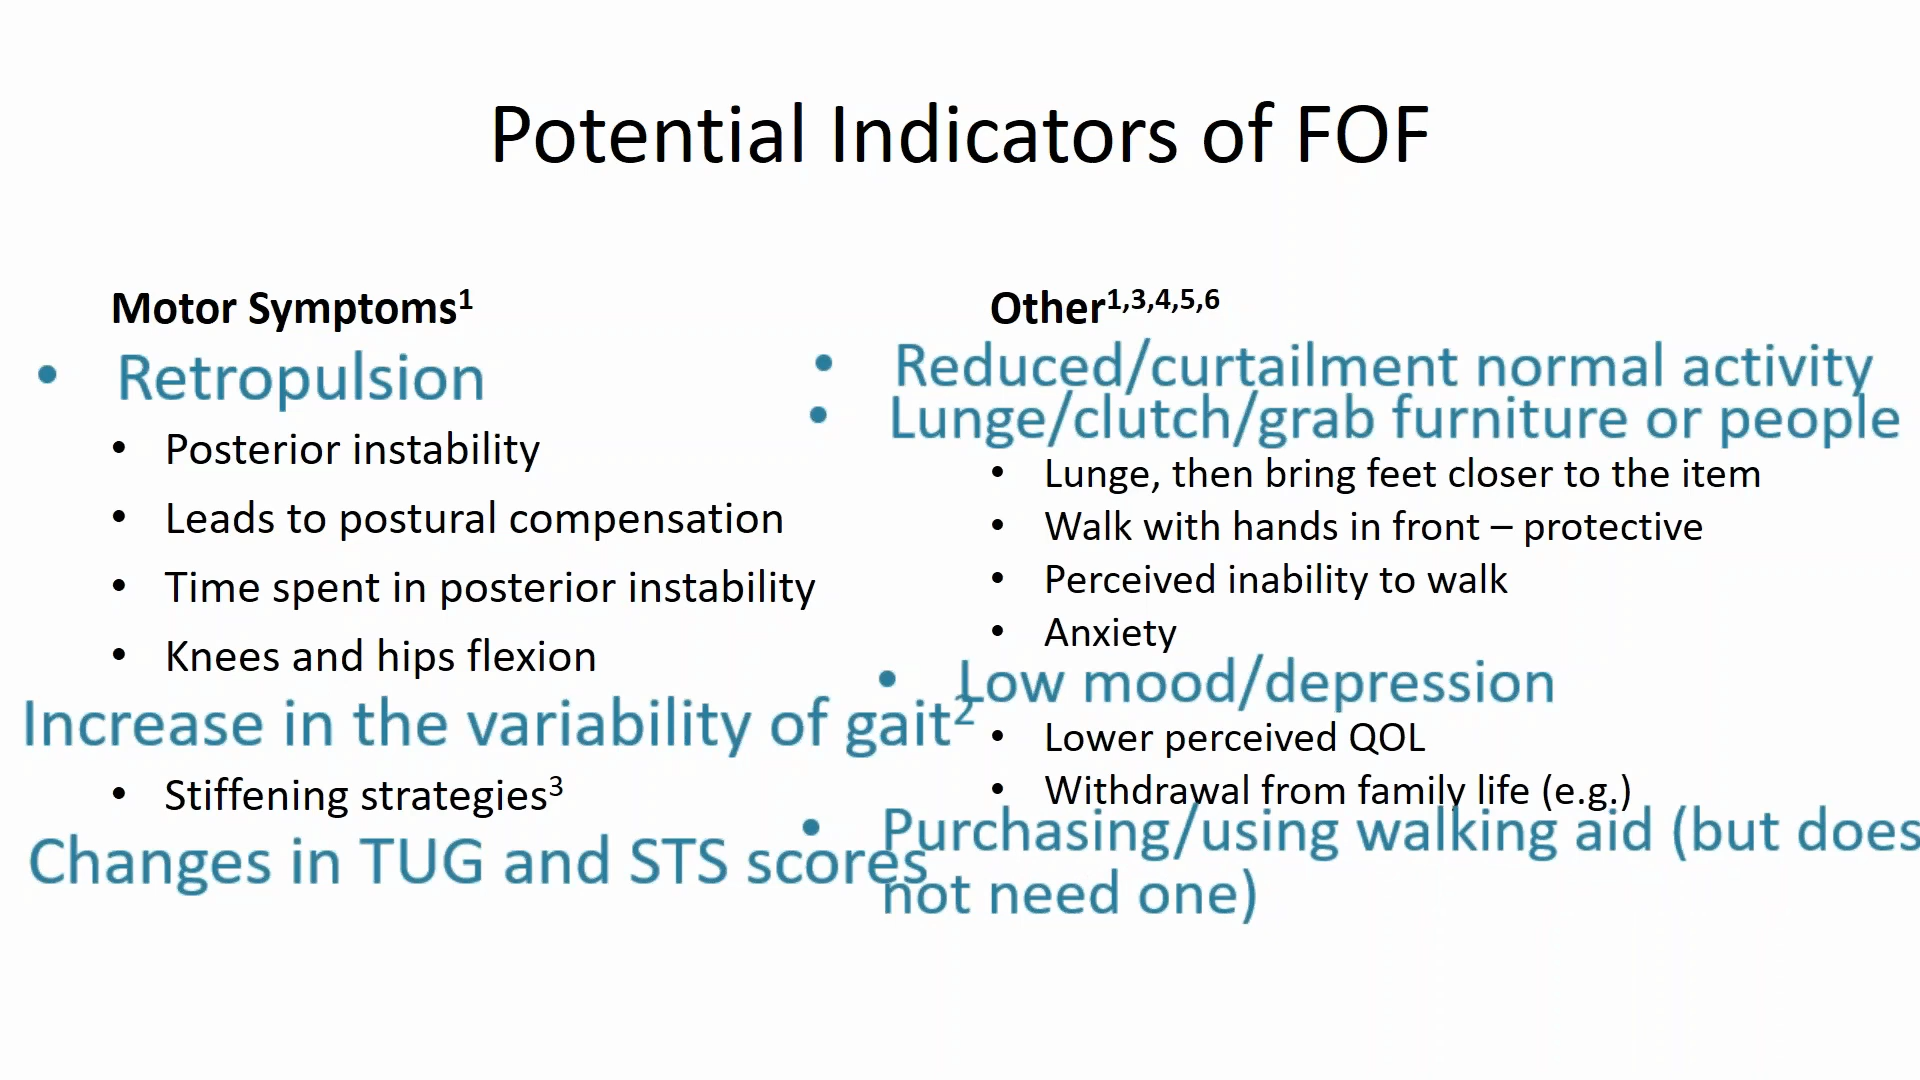 Potential Indicators of FOF
Motor Symptoms¹
• Retropulsion
• Posterior instability
• Leads to postural compensation
• Time spent in posterior instability
• Knees and hips flexion
Increase in the variability of gait²
• Stiffening strategies³
Changes in TUG and STS scores
Other¹,³,⁴,⁵,⁶
• Reduced/curtailment normal activity
• Lunge/clutch/grab furniture or people
• Lunge, then bring feet closer to the item
• Walk with hands in front – protective
• Perceived inability to walk
• Anxiety
• Low mood/depression
• Lower perceived QOL
• Withdrawal from family life (e.g.)
• Purchasing/using walking aid (but does
not need one)